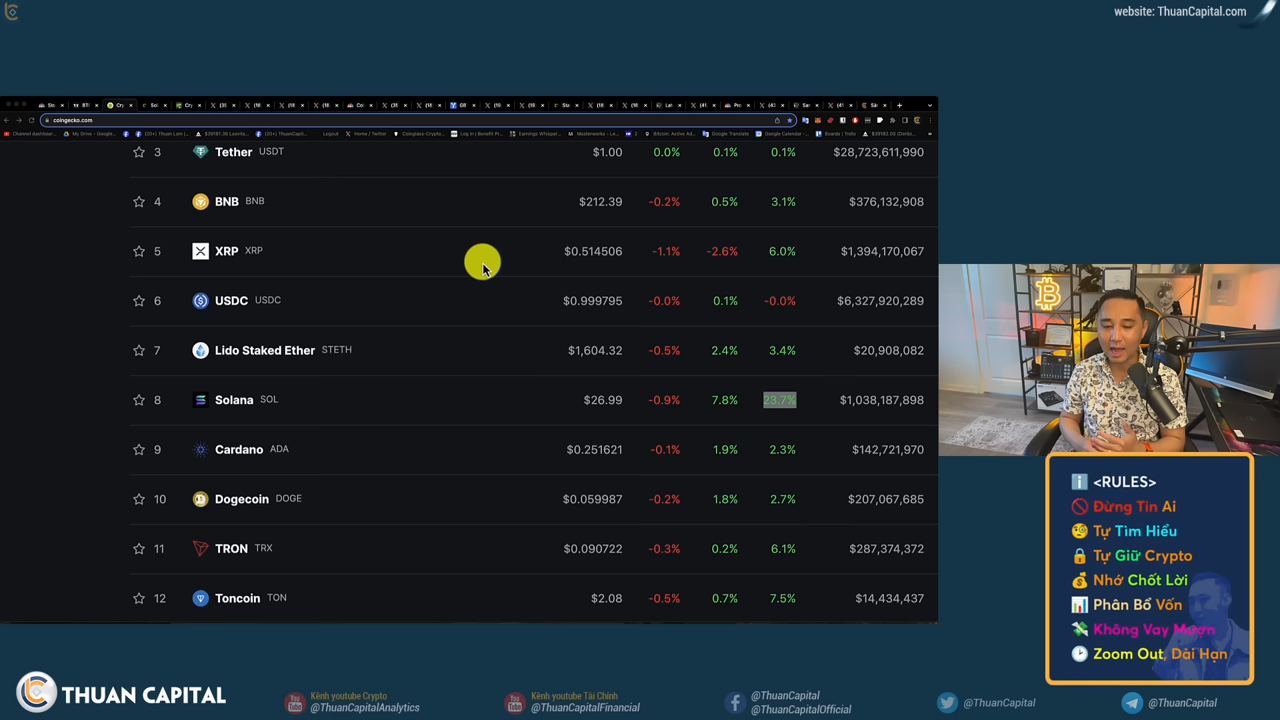 website: ThuanCapital.com
coingecko.com
3 Tether USDT $1.00 0.0% 0.1% 0.1% $28,723,611,990
4 BNB BNB $212.39 -0.2% 0.5% 3.1% $376,132,908
5 XRP XRP $0.514506 -1.1% -2.6% 6.0% $1,394,170,067
6 USDC USDC $0.999795 -0.0% 0.1% -0.0% $6,327,920,289
7 Lido Staked Ether STETH $1,604.32 -0.5% 2.4% 3.4% $20,908,082
8 Solana SOL $26.99 -0.9% 7.8% 23.7% $1,038,187,898
9 Cardano ADA $0.251621 -0.1% 1.9% 2.3% $142,721,970
10 Dogecoin DOGE $0.059987 -0.2% 1.8% 2.7% $207,067,685
11 TRON TRX $0.090722 -0.3% 0.2% 6.1% $287,374,372
12 Toncoin TON $2.08 -0.5% 0.7% 7.5% $14,434,437
<RULES>
Đừng Tin Ai
Tự Tìm Hiểu
Tự Giữ Crypto
Nhớ Chốt Lời
Phân Bổ Vốn
Không Vay Mượn
Zoom Out, Dài Hạn
THUAN CAPITAL
Kênh youtube Crypto
@ThuanCapitalAnalytics
Kênh youtube Tài Chính
@ThuanCapitalFinancial
@ThuanCapital
@ThuanCapitalOfficial
@ThuanCapital
@ThuanCapital